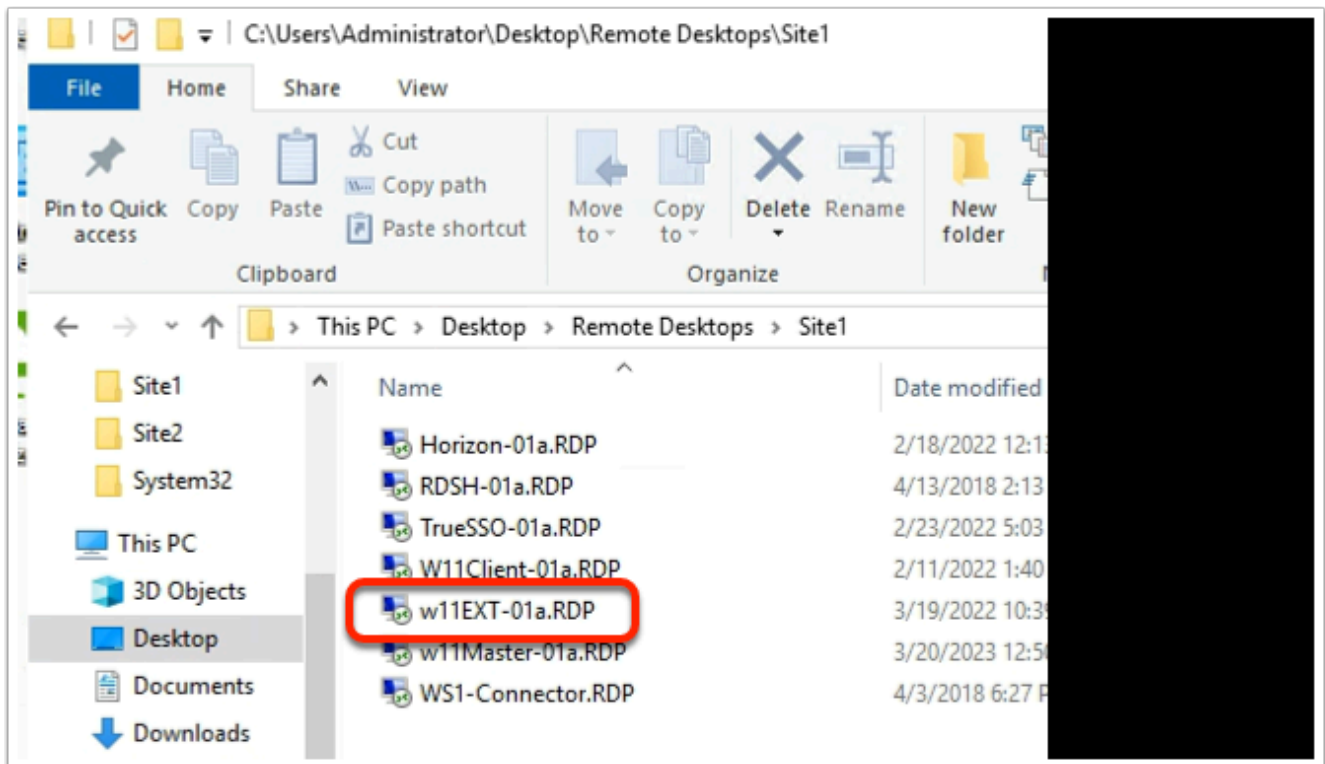 C:\Users\Administrator\Desktop\Remote Desktops\Site1
File Home Share View
Pin to Quick access
Copy
Paste
Cut
Copy path
Paste shortcut
Move to
Copy to
Delete
Rename
New folder
Clipboard
Organize
This PC > Desktop > Remote Desktops > Site1
Site1
Site2
System32
This PC
3D Objects
Desktop
Documents
Downloads
Name Date modified
Horizon-01a.RDP 2/18/2022 12:13
RDSH-01a.RDP 4/13/2018 2:13
TrueSSO-01a.RDP 2/23/2022 5:03
W11Client-01a.RDP 2/11/2022 1:40
w11EXT-01a.RDP 3/19/2022 10:39
w11Master-01a.RDP 3/20/2023 12:50
WS1-Connector.RDP 4/3/2018 6:27